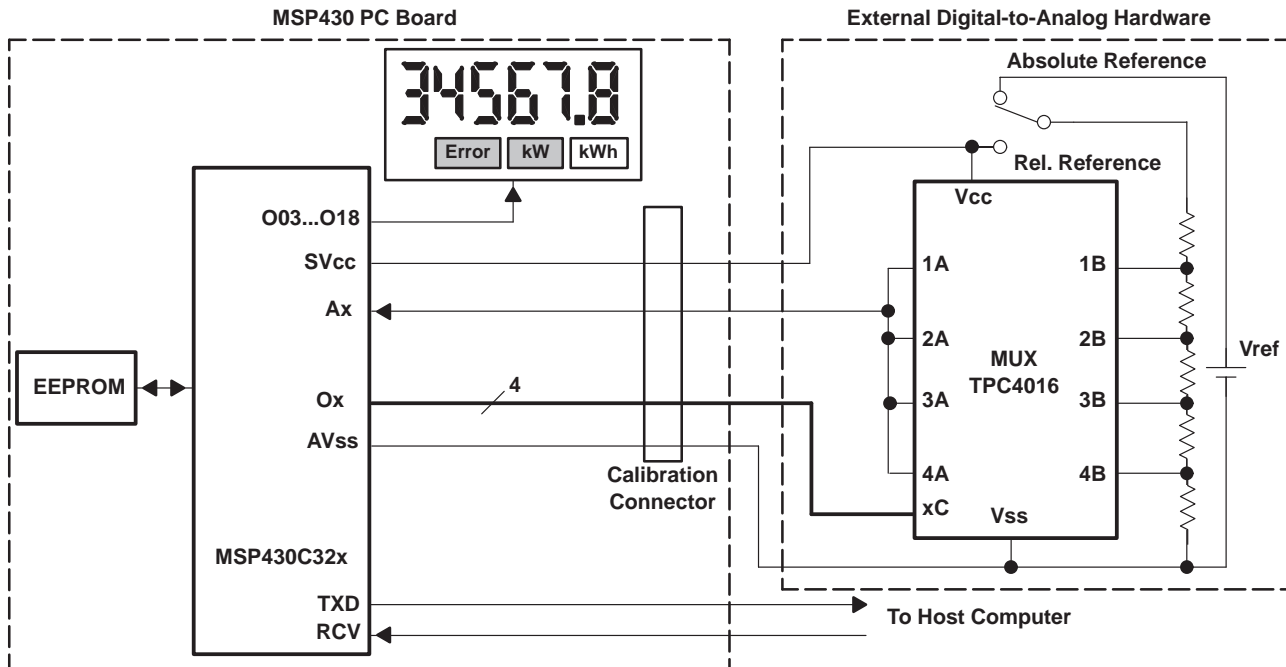 MSP430 PC Board
External Digital-to-Analog Hardware
34567.8
Error
kW
kWh
Absolute Reference
Rel. Reference
Vcc
O03...O18
SVcc
Ax
Ox
AVss
EEPROM
4
Calibration
Connector
1A
2A
3A
4A
xC
1B
2B
3B
4B
MUX
TPC4016
Vss
Vref
MSP430C32x
TXD
RCV
To Host Computer